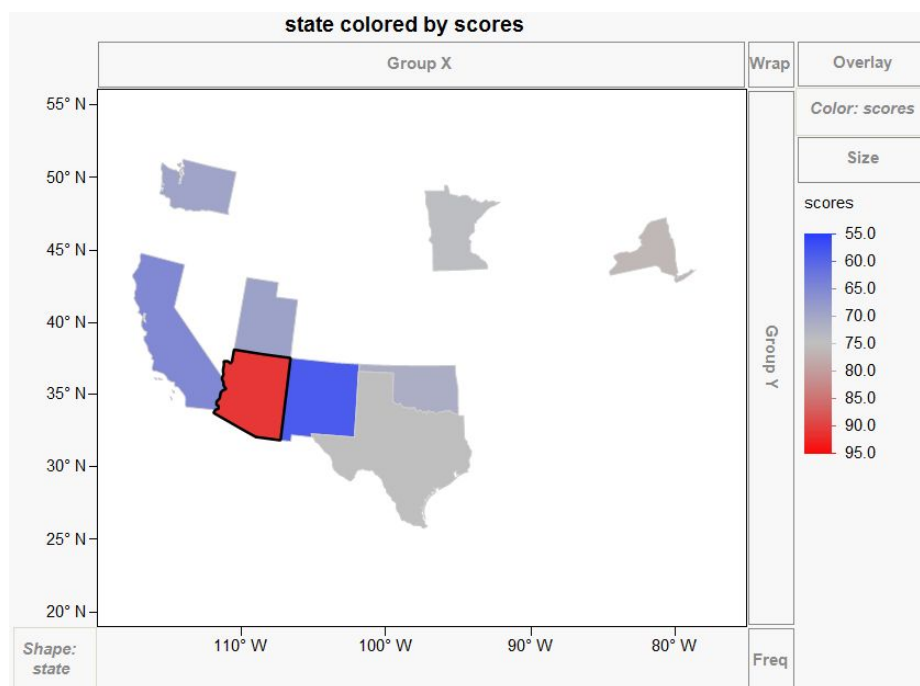 state colored by scores
Group X
Wrap
Overlay
Color: scores
Size
scores
55.0
60.0
65.0
70.0
75.0
80.0
85.0
90.0
95.0
Group Y
55° N
50° N
45° N
40° N
35° N
30° N
25° N
20° N
110° W
100° W
90° W
80° W
Shape:
state
Freq